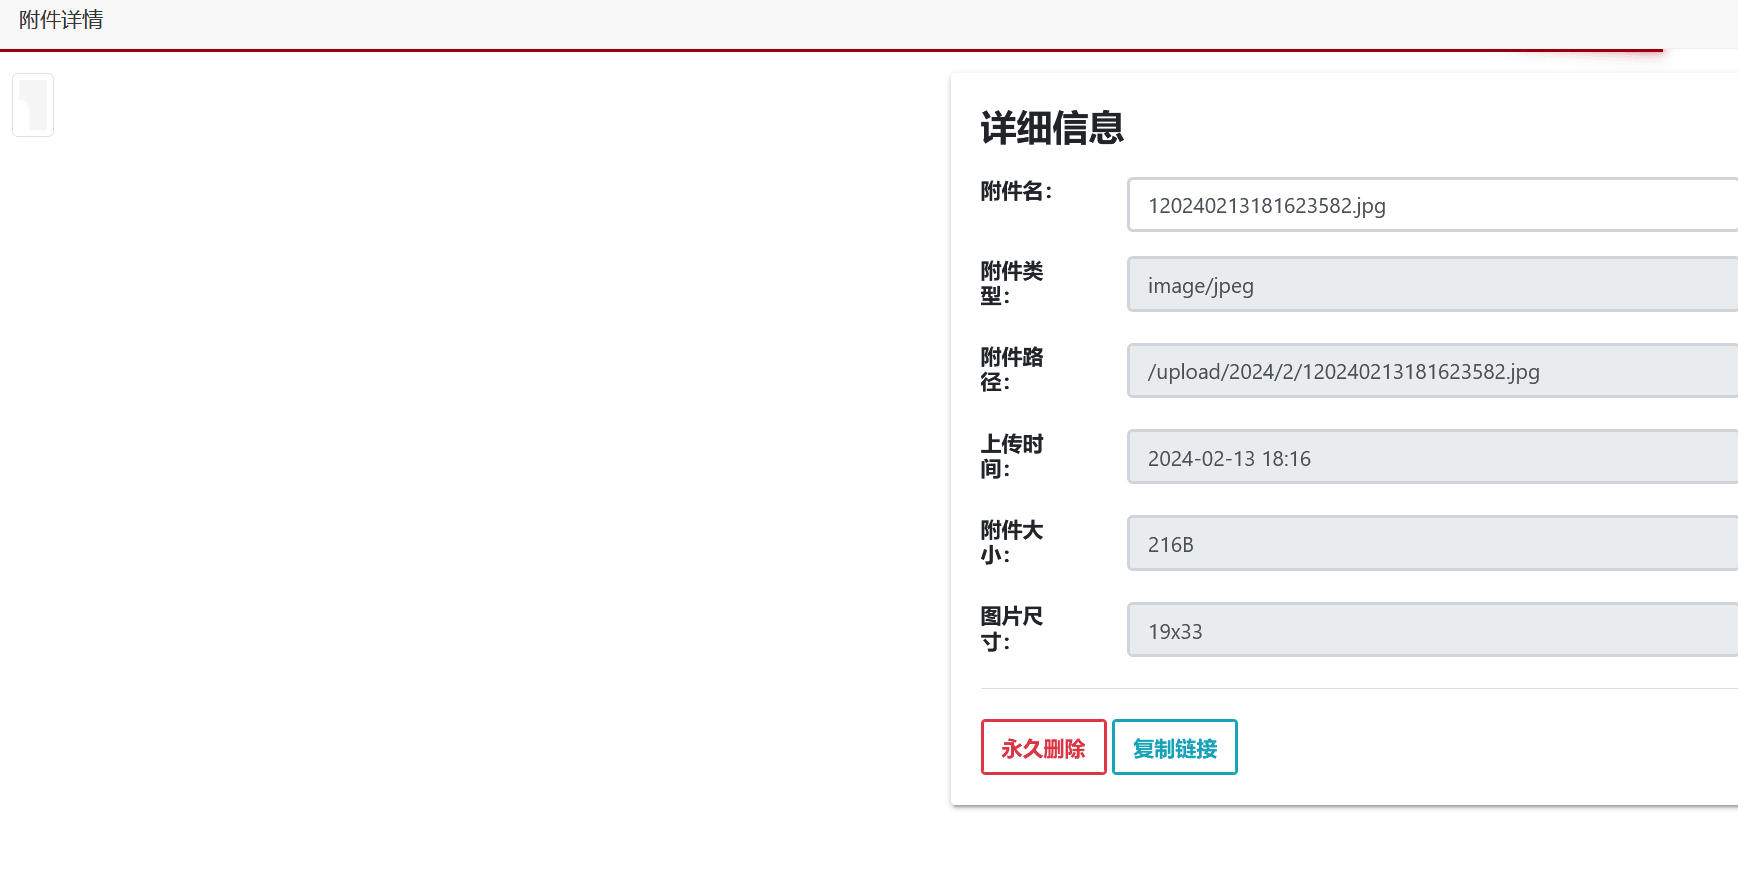 附件详情
详细信息
附件名：
120240213181623582.jpg
附件类
型：
image/jpeg
附件路
径：
/upload/2024/2/120240213181623582.jpg
上传时
间：
2024-02-13 18:16
附件大
小：
216B
图片尺
寸：
19x33
永久删除 复制链接